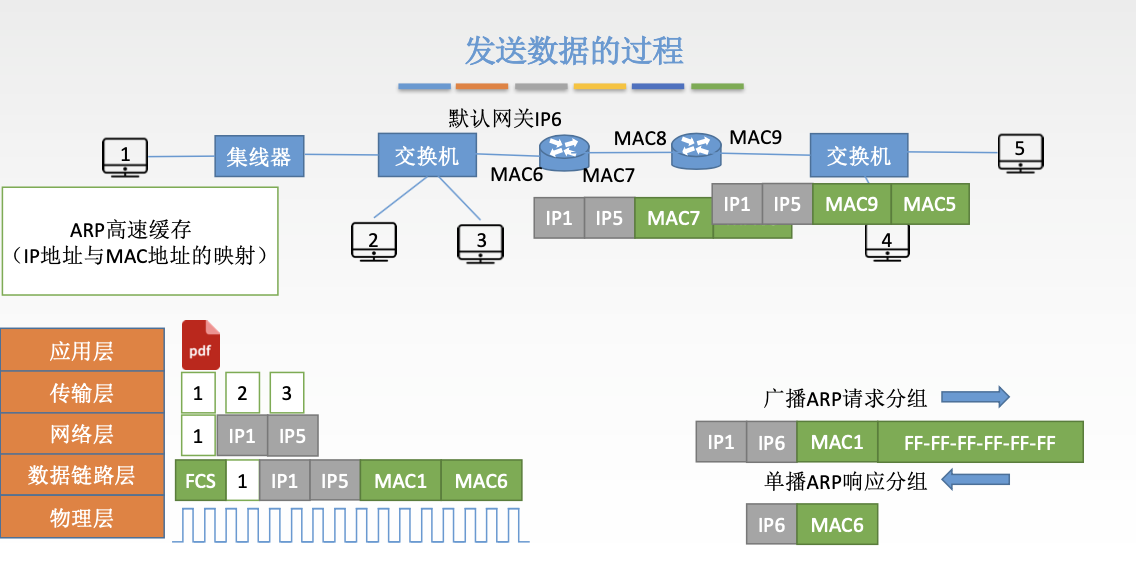 发送数据的过程
默认网关IP6
1
集线器
交换机
MAC6
MAC7
MAC8
MAC9
交换机
5
2
3
4
IP1 IP5 MAC7
IP1 IP5 MAC9 MAC5
ARP高速缓存
（IP地址与MAC地址的映射）
应用层
pdf
传输层
1 2 3
网络层
1 IP1 IP5
数据链路层
FCS 1 IP1 IP5 MAC1 MAC6
物理层
广播ARP请求分组
IP1 IP6 MAC1 FF-FF-FF-FF-FF-FF
单播ARP响应分组
IP6 MAC6